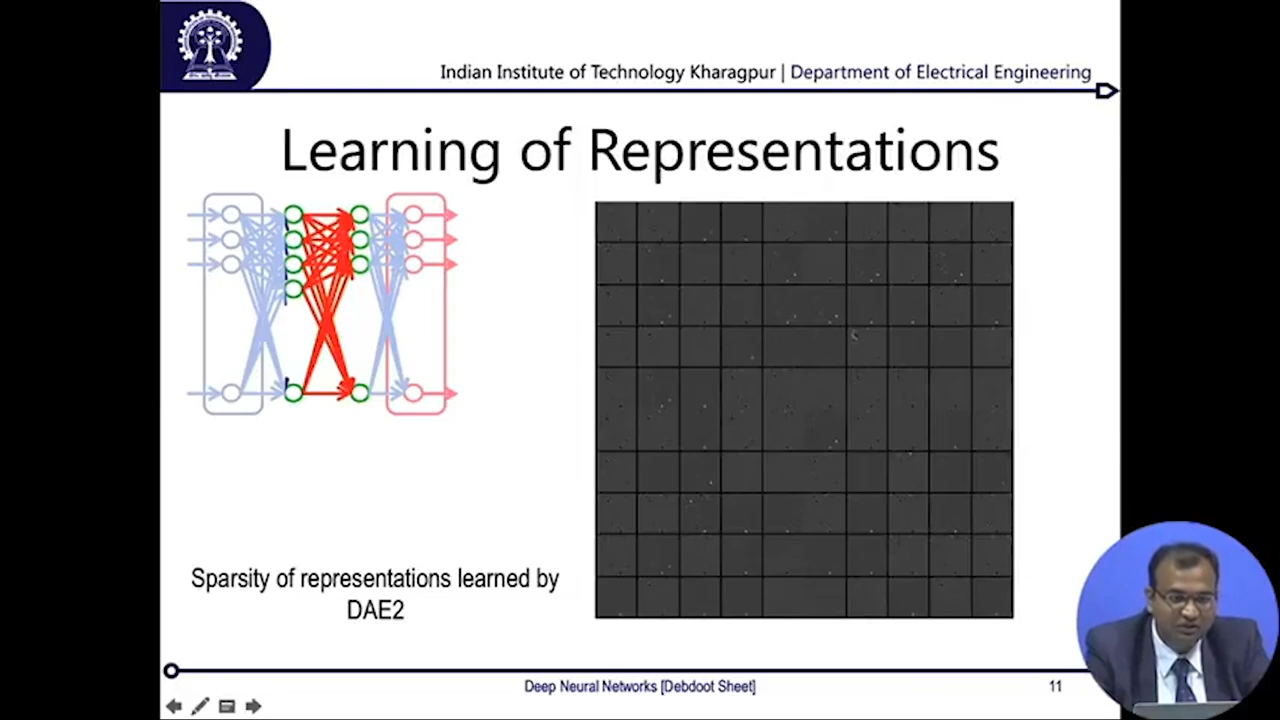 Indian Institute of Technology Kharagpur | Department of Electrical Engineering
Learning of Representations
Sparsity of representations learned by
DAE2
Deep Neural Networks [Debdoot Sheet]
11